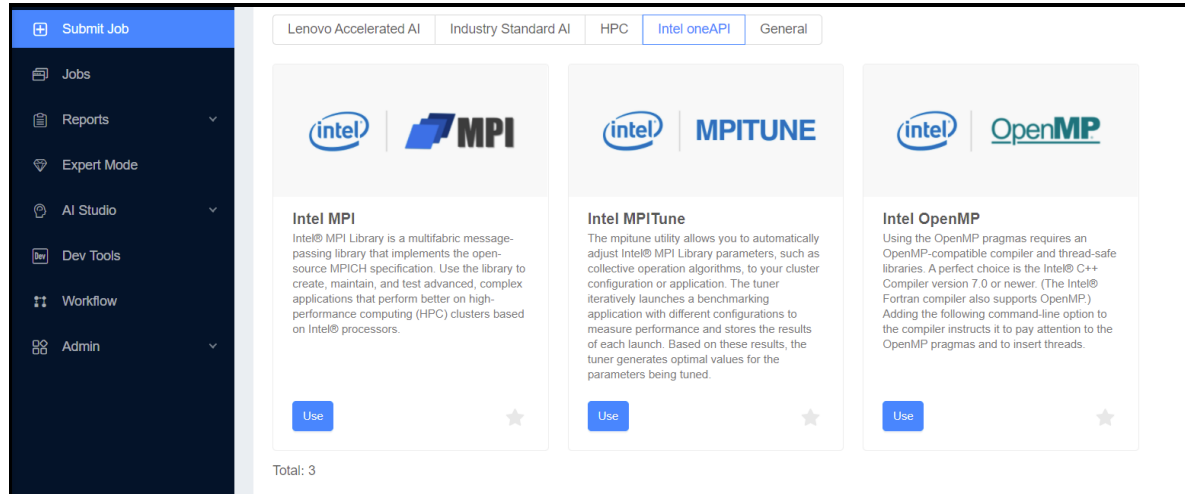 Submit Job
Jobs
Reports
Expert Mode
AI Studio
Dev
Dev Tools
Workflow
Admin
Lenovo Accelerated AI
Industry Standard AI
HPC
Intel oneAPI
General
intel MPI
Intel MPI
Intel® MPI Library is a multifabric message-
passing library that implements the open-
source MPICH specification. Use the library to
create, maintain, and test advanced, complex
applications that perform better on high-
performance computing (HPC) clusters based
on Intel® processors.
Use
intel MPITUNE
Intel MPITune
The mpitune utility allows you to automatically
adjust Intel® MPI Library parameters, such as
collective operation algorithms, to your cluster
configuration or application. The tuner
iteratively launches a benchmarking
application with different configurations to
measure performance and stores the results
of each launch. Based on these results, the
tuner generates optimal values for the
parameters being tuned.
Use
intel OpenMP
Intel OpenMP
Using the OpenMP pragmas requires an
OpenMP-compatible compiler and thread-safe
libraries. A perfect choice is the Intel® C++
Compiler version 7.0 or newer. (The Intel®
Fortran compiler also supports OpenMP.)
Adding the following command-line option to
the compiler instructs it to pay attention to the
OpenMP pragmas and to insert threads.
Use
Total: 3